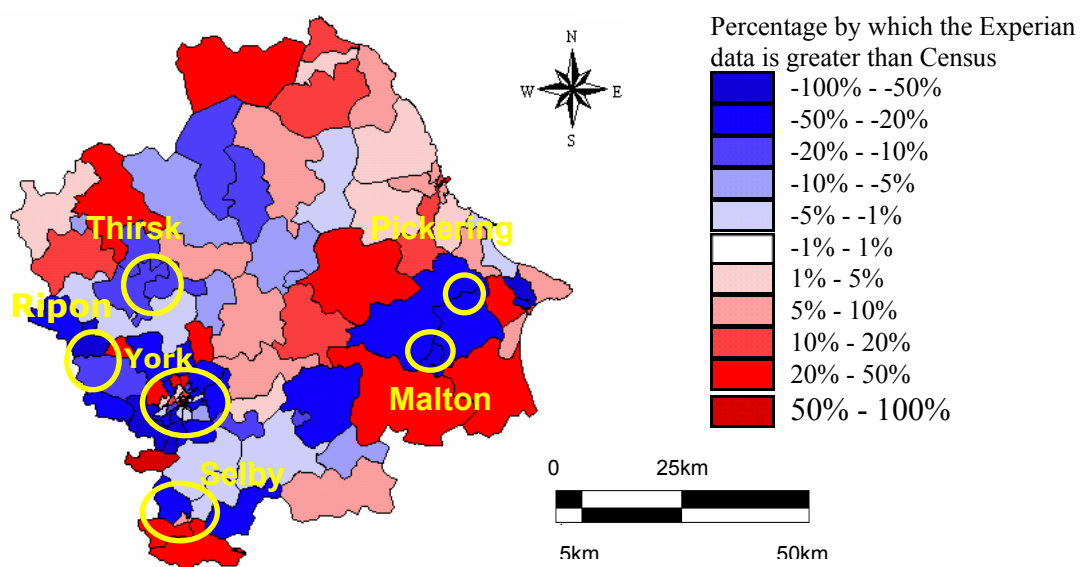 Percentage by which the Experian
data is greater than Census
-100% - -50%
-50% - -20%
-20% - -10%
-10% - -5%
-5% - -1%
-1% - 1%
1% - 5%
5% - 10%
10% - 20%
20% - 50%
50% - 100%
N
W E
S
Thirsk
Pickering
Ripon
York
Malton
Selby
0 25km
5km 50km